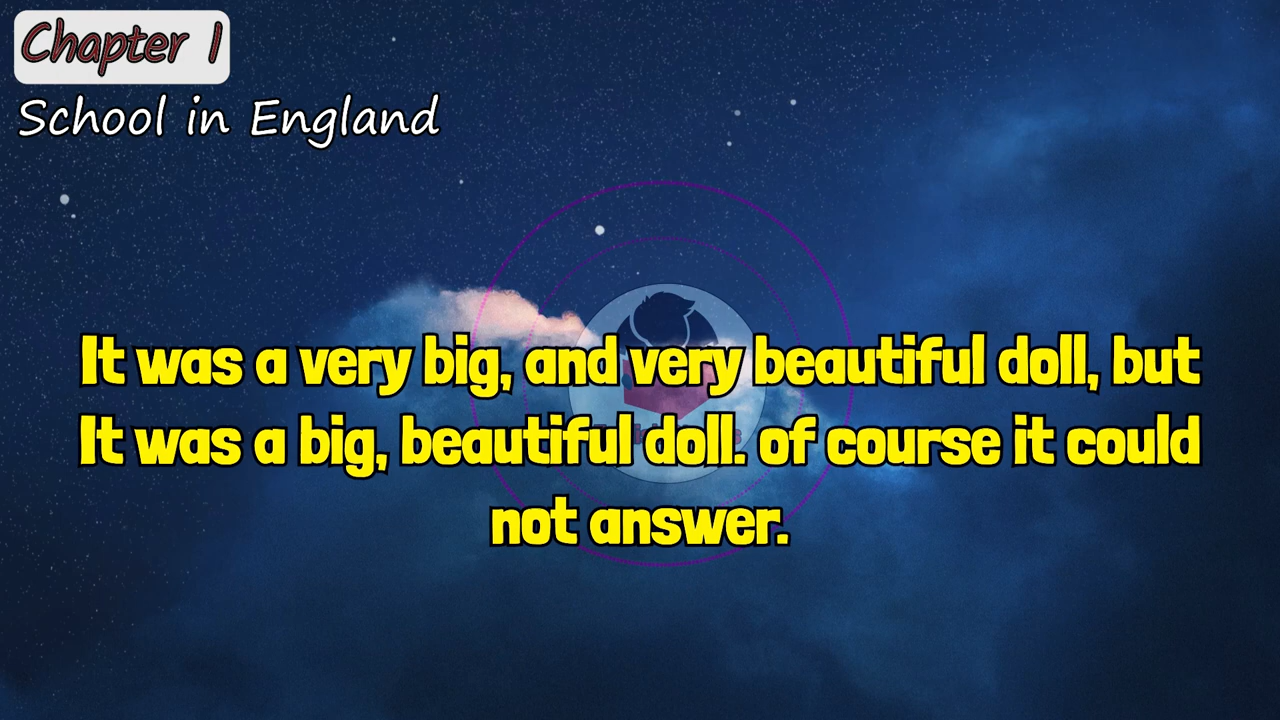 Chapter 1
School in England
It was a very big, and very beautiful doll, but
It was a big, beautiful doll. of course it could
not answer.